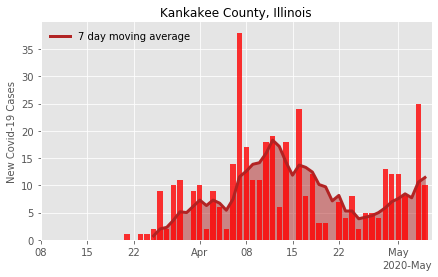 Kankakee County, Illinois
7 day moving average
New Covid-19 Cases
35
30
25
20
15
10
5
0
08 15 22 Apr 08 15 22 May
2020-May